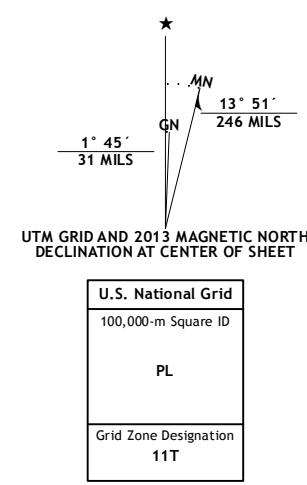 ★
MN
GN
13° 51´
246 MILS
1° 45´
31 MILS
UTM GRID AND 2013 MAGNETIC NORTH
DECLINATION AT CENTER OF SHEET
U.S. National Grid
100,000-m Square ID
PL
Grid Zone Designation
11T